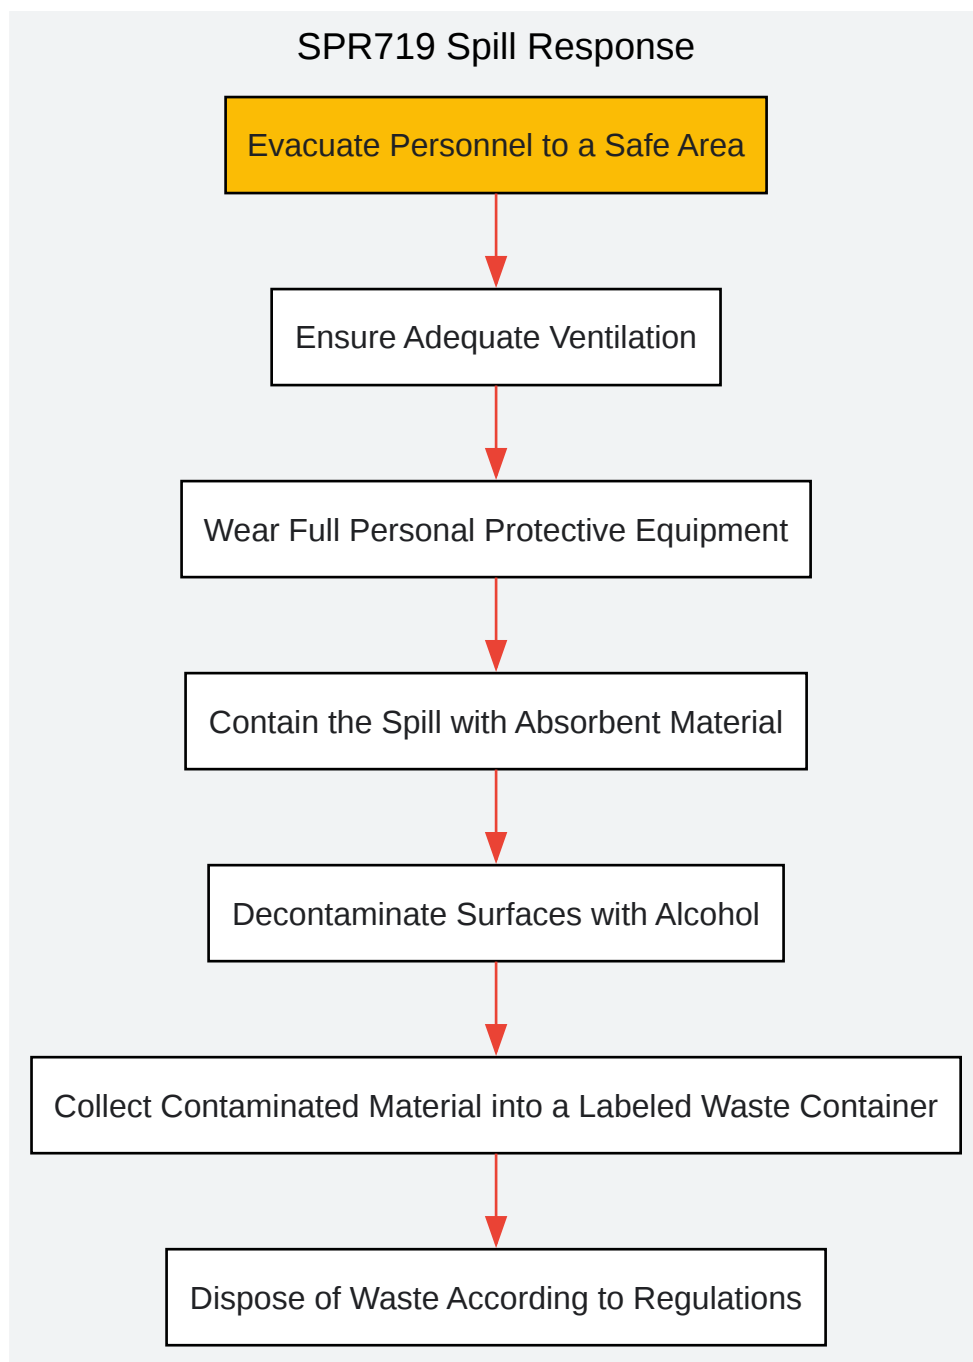 SPR719 Spill Response
Evacuate Personnel to a Safe Area
Ensure Adequate Ventilation
Wear Full Personal Protective Equipment
Contain the Spill with Absorbent Material
Decontaminate Surfaces with Alcohol
Collect Contaminated Material into a Labeled Waste Container
Dispose of Waste According to Regulations